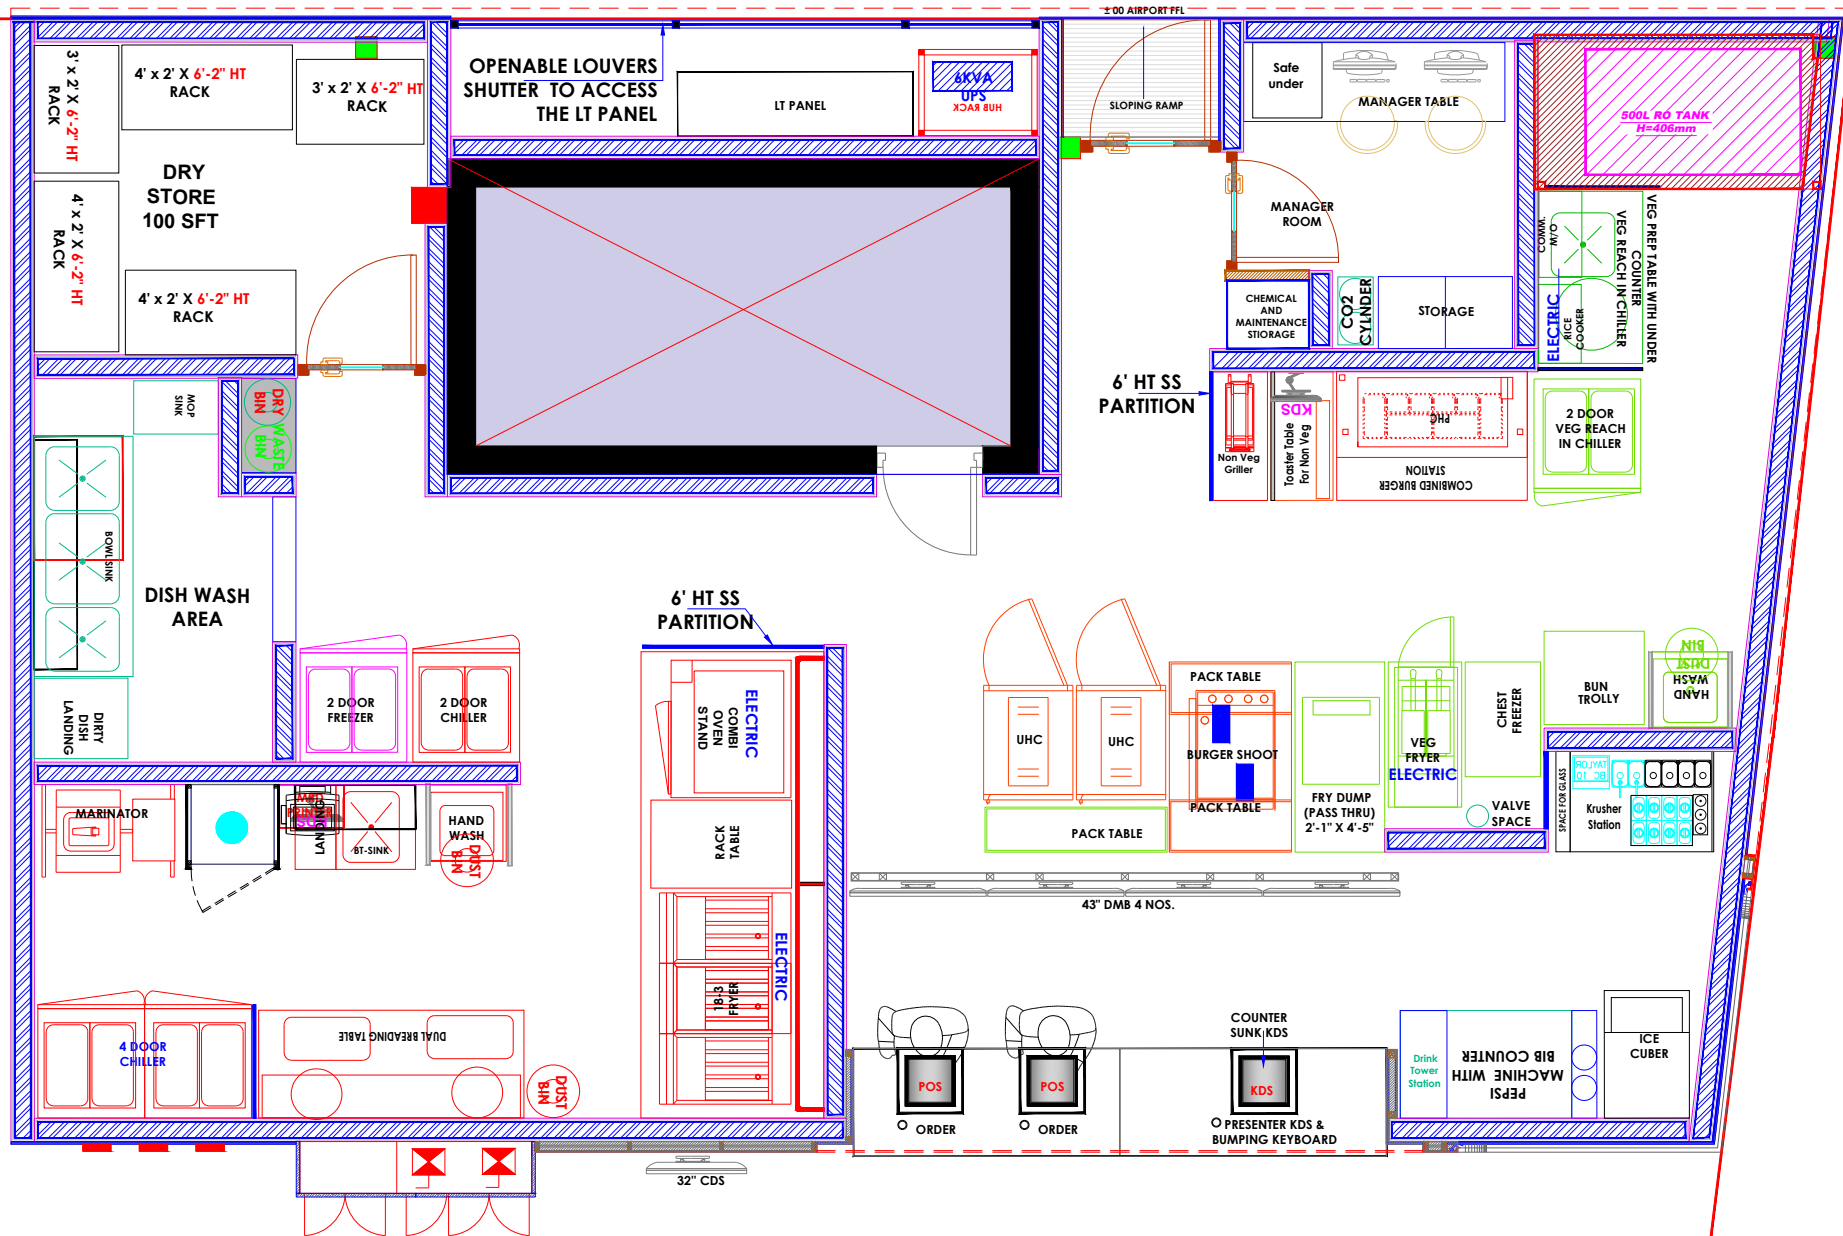 ± 00 AIRPORT FFL
3' x 2' X 6'-2" HT
RACK
4' x 2' X 6'-2" HT
RACK
3' x 2' X 6'-2" HT
RACK
OPENABLE LOUVERS
SHUTTER TO ACCESS
THE LT PANEL
LT PANEL
6KVA
UPS
HUB RACK
SLOPING RAMP
Safe
under
MANAGER TABLE
500L RO TANK
H=406mm
DRY
STORE
100 SFT
4' x 2' X 6'-2" HT
RACK
4' x 2' X 6'-2" HT
RACK
MANAGER
ROOM
COMM.
M/O
VEG PREP TABLE WITH UNDER
COUNTER
VEG REACH IN CHILLER
ELECTRIC
RICE
COOKER
CHEMICAL
AND
MAINTENANCE
STIORAGE
CO2
CYLINDER
STORAGE
6' HT SS
PARTITION
MOP
SINK
DRY
BIN
WASTE
BIN
Non Veg
Griller
KDS
Toaster Table
For Non Veg
PHC
COMBINED BURGER
STATION
2 DOOR
VEG REACH
IN CHILLER
BOWL SINK
DISH WASH
AREA
6' HT SS
PARTITION
DIRTY
DISH
LANDING
2 DOOR
FREEZER
2 DOOR
CHILLER
ELECTRIC
COMBI
OVEN
STAND
UHC
UHC
PACK TABLE
BURGER SHOOT
PACK TABLE
PACK TABLE
FRY DUMP
(PASS THRU)
2'-1" X 4'-5"
VEG
FRYER
ELECTRIC
CHEST
FREEZER
VALVE
SPACE
BUN
TROLLY
DUST
BIN
HAND
WASH
SPACE FOR GLASS
TAYLOR
BC 10
Krusher
Station
MARINATOR
PRINTER
LANDING
BT-SINK
HAND
WASH
DUST
BIN
RACK
TABLE
43" DMB 4 NOS.
18-3
FRYER
ELECTRIC
4 DOOR
CHILLER
DUAL BREADING TABLE
DUST
BIN
POS
POS
COUNTER
SUNK KDS
KDS
ORDER
ORDER
PRESENTER KDS &
BUMPING KEYBOARD
Drink
Tower
Station
PEPSI
MACHINE WITH
BIB COUNTER
ICE
CUBER
32" CDS